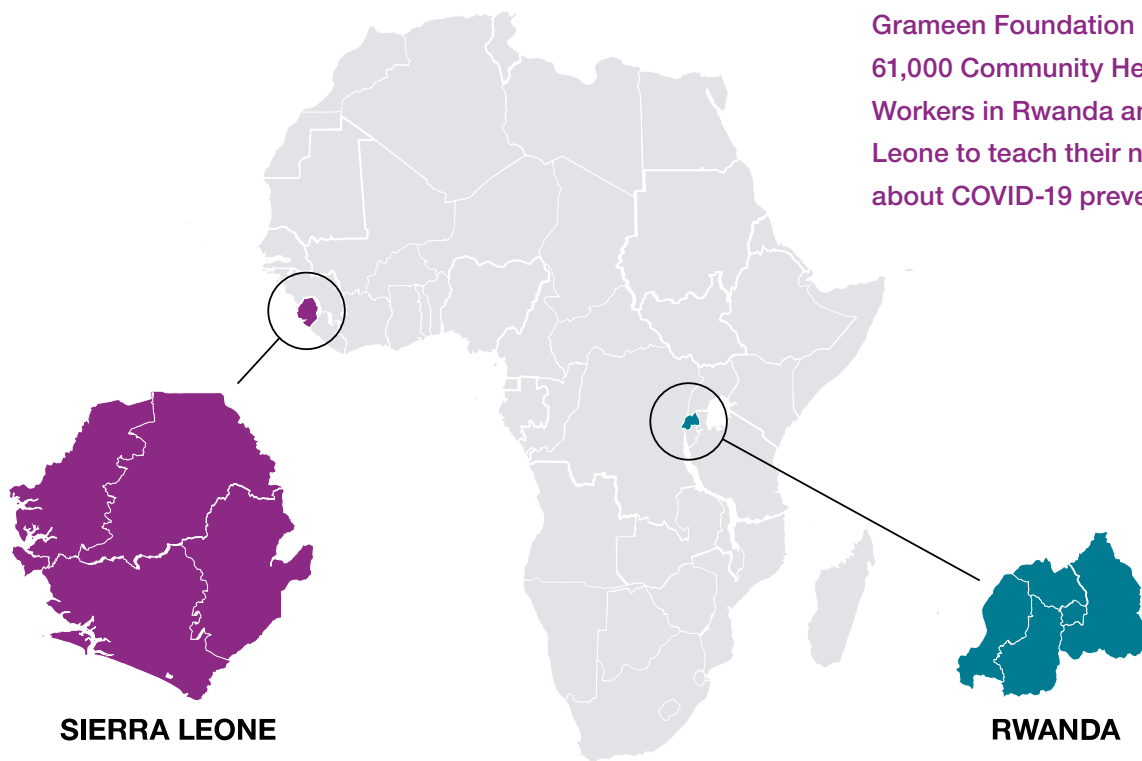 Grameen Foundation
61,000 Community He
Workers in Rwanda a
Leone to teach their n
about COVID-19 preve
SIERRA LEONE
RWANDA